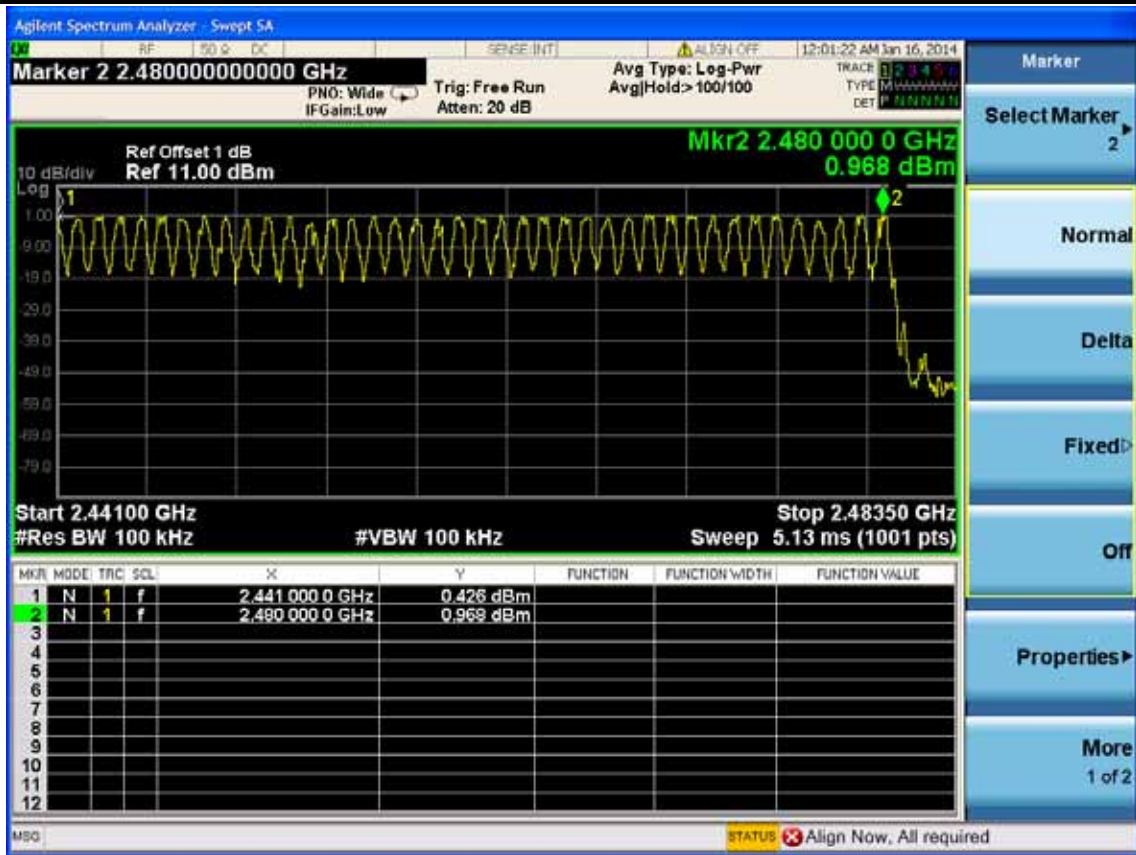 Agilent Spectrum Analyzer - Swept SA
RF 50 Ω DC SENSE:INT ALIGN OFF 12:01:22 AM Jan 16, 2014
Marker 2 2.480000000000 GHz
PNO: Wide
IFGain:Low
Trig: Free Run
Atten: 20 dB
Avg Type: Log-Pwr
Avg|Hold:> 100/100
TRACE 1 2 3 4 5 6
TYPE M
DET P N N N N N
Mkr2 2.480 000 0 GHz
0.968 dBm
Ref Offset 1 dB
10 dB/div Ref 11.00 dBm
Log
1 2
1.00
-9.00
-19.0
-29.0
-39.0
-49.0
-59.0
-69.0
-79.0
Start 2.44100 GHz Stop 2.48350 GHz
#Res BW 100 kHz #VBW 100 kHz Sweep 5.13 ms (1001 pts)
MKR MODE TRC SCL X Y FUNCTION FUNCTION WIDTH FUNCTION VALUE
1 N 1 f 2.441 000 0 GHz 0.426 dBm
2 N 1 f 2.480 000 0 GHz 0.968 dBm
3
4
5
6
7
8
9
10
11
12
MSG STATUS Align Now, All required
Marker
Select Marker
2
Normal
Delta
Fixed
Off
Properties
More
1 of 2